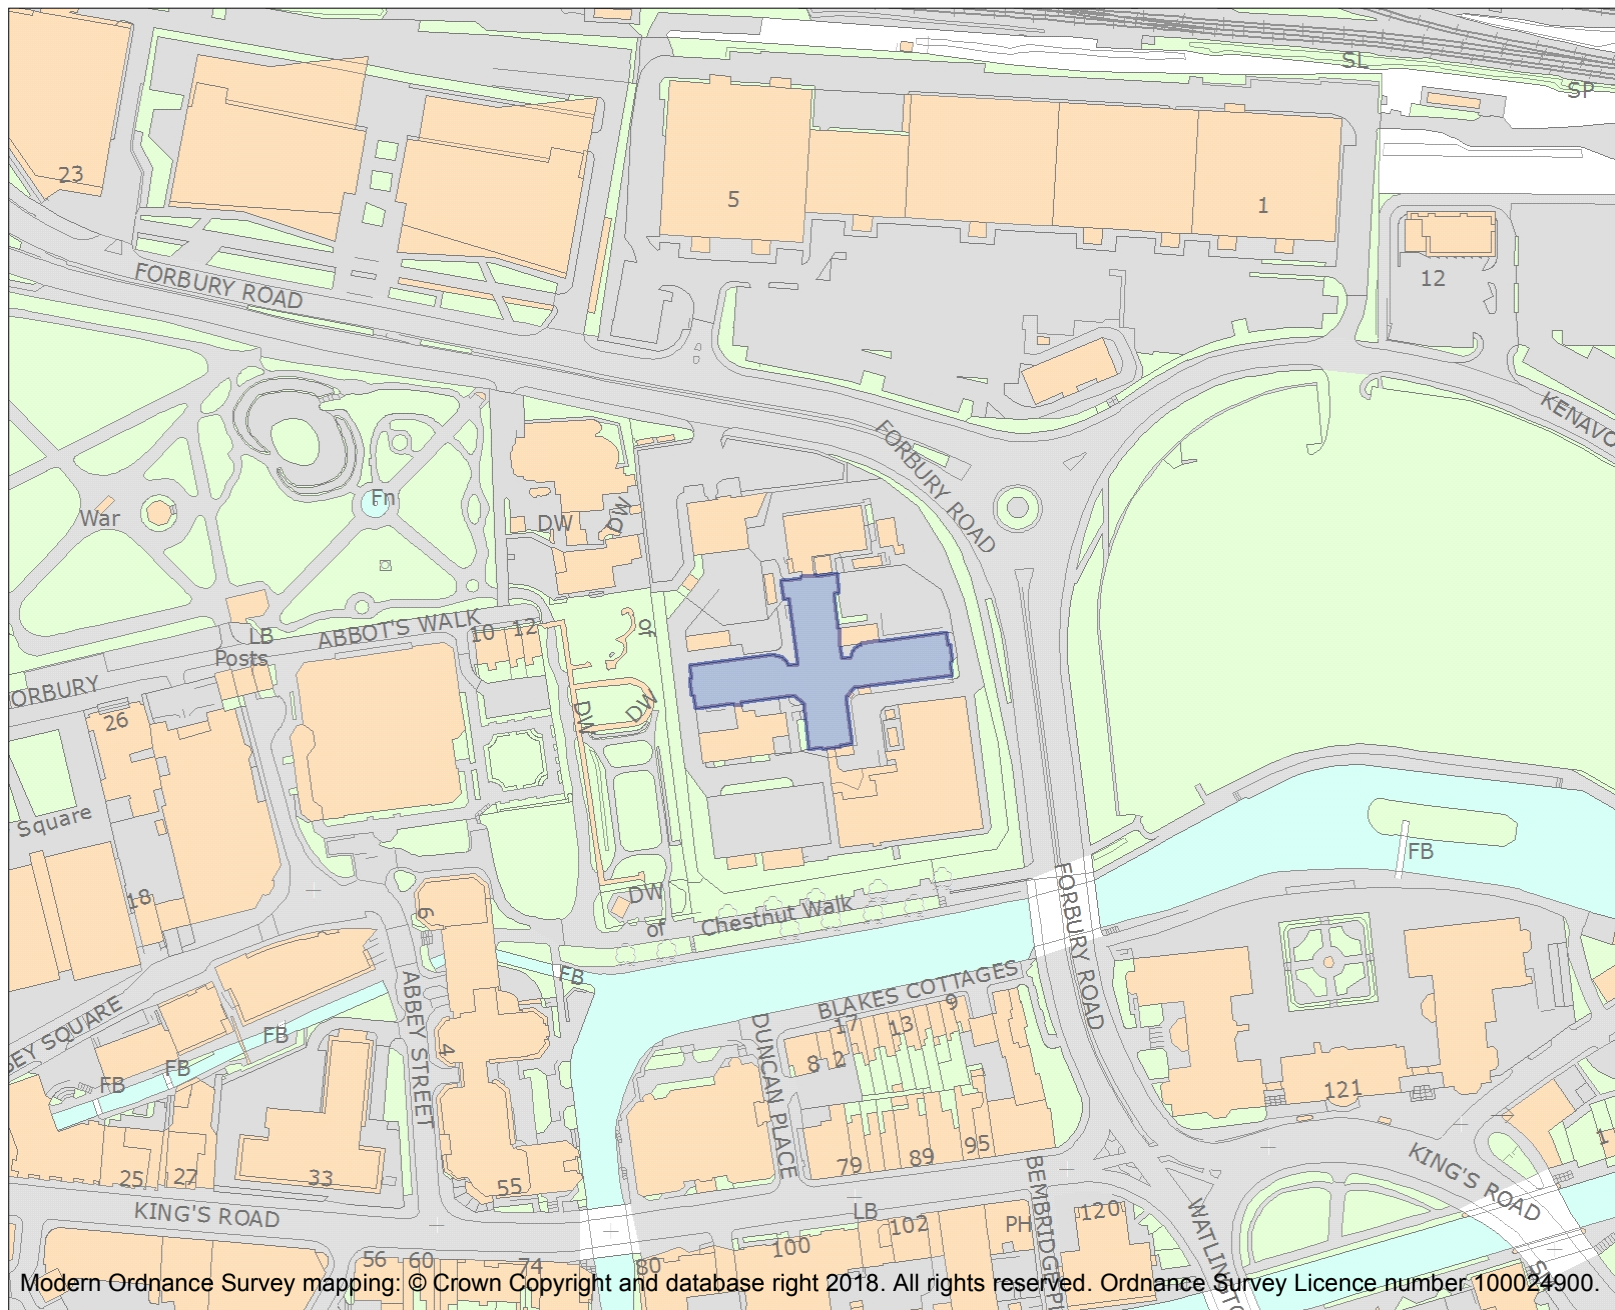 SL
SP
23
5
1
12
FORBURY ROAD
KENAVO
FORBURY ROAD
Fn
War
DW
DW
LB
ABBOT'S WALK
10
12
of
Posts
ORBURY
26
DW
DW
Square
18
DW
of
Chestnut Walk
FB
6
FORBURY ROAD
FB
BLAKES COTTAGES
9
17
13
8
2
ABBEY STREET
BEY SQUARE
FB
FB
FB
4
DUNCAN PLACE
121
1
25
27
33
55
79
89
95
KING'S ROAD
KING'S ROAD
BEMBRIDGE PL
WATLINGTO
LB
102
PH
120
100
56
60
74
80
S
Modern Ordnance Survey mapping: © Crown Copyright and database right 2018. All rights reserved. Ordnance Survey Licence number 100024900.